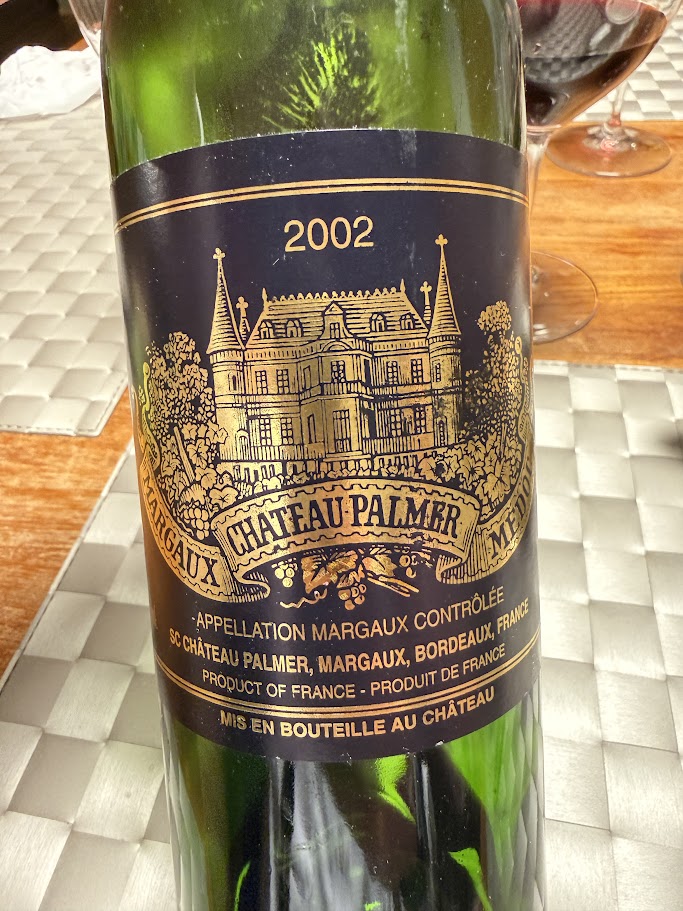 2002
MARGAUX
CHATEAU-PALMER
APPELLATION MARGAUX CONTRÔLÉE
SC CHÂTEAU PALMER, MARGAUX, BORDEAUX, FRANCE
PRODUCT OF FRANCE - PRODUIT DE FRANCE
MIS EN BOUTEILLE AU CHÂTEAU